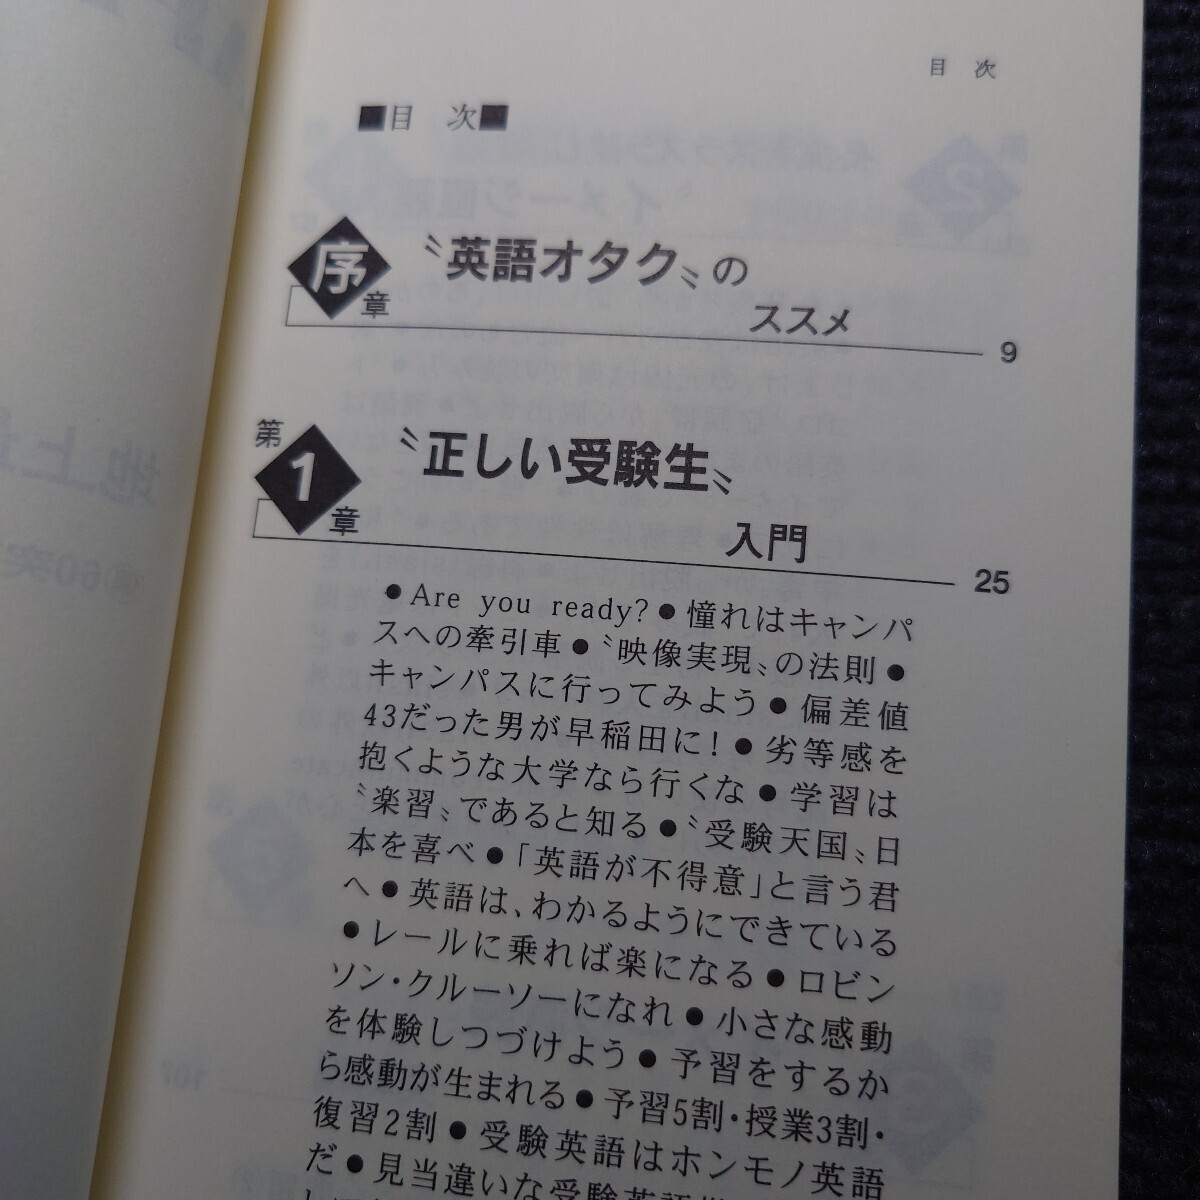 目 次
■目 次■
序章 〝英語オタク〟の
ススメ 9
第1章 〝正しい受験生〟
入門 25
●Are you ready?●憧れはキャンパ
スへの牽引車●〝映像実現〟の法則●
キャンパスに行ってみよう●偏差値
43だった男が早稲田に!●劣等感を
抱くような大学なら行くな●学習は
〝楽習〟であると知る●〝受験天国〟日
本を喜べ●「英語が不得意」と言う君
へ●英語は、わかるようにできている
●レールに乗れば楽になる●ロビン
ソン・クルーソーになれ●小さな感動
を体験しつづけよう●予習をするか
ら感動が生まれる●予習5割・授業3割・
復習2割●受験英語はホンモノ英語
だ●見当違いな受験英語